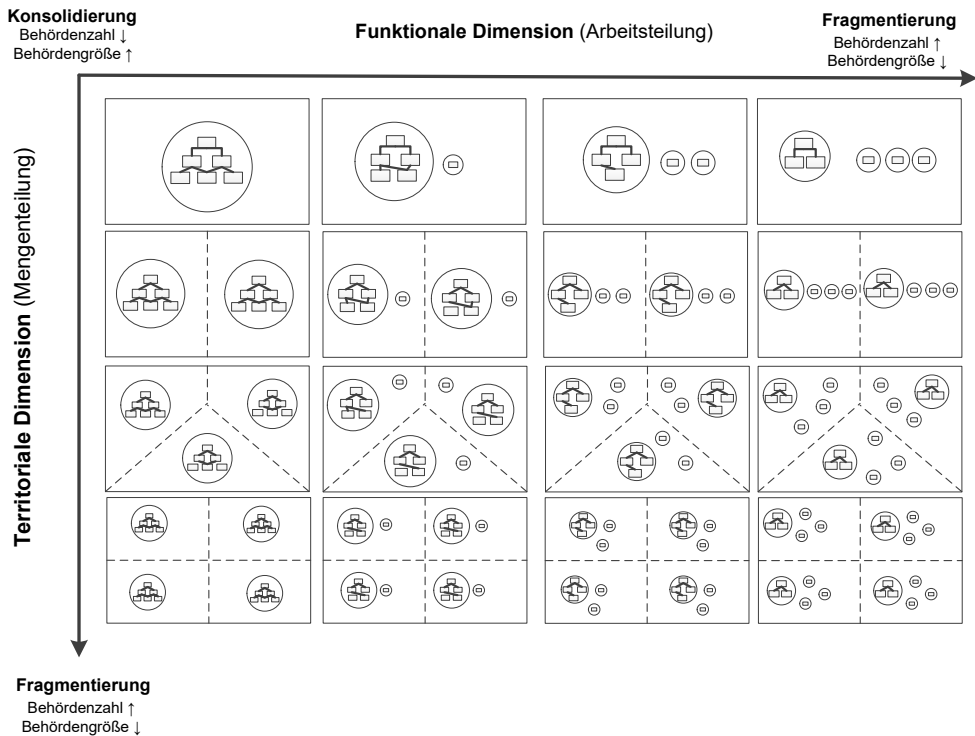 Konsolidierung
Behördenzahl ↓
Behördengröße ↑
Funktionale Dimension (Arbeitsteilung)
Fragmentierung
Behördenzahl ↑
Behördengröße ↓
Territoriale Dimension (Mengenteilung)
Fragmentierung
Behördenzahl ↑
Behördengröße ↓